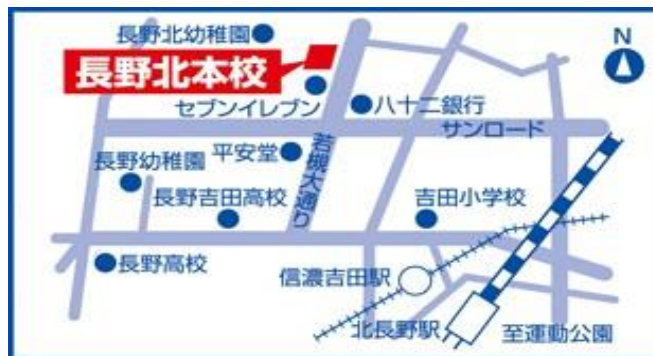 長野北幼稚園
N
長野北本校
セブンイレブン
八十二銀行
サンロード
平安堂
若槻大通り
長野幼稚園
長野吉田高校
吉田小学校
長野高校
信濃吉田駅
北長野駅
至運動公園